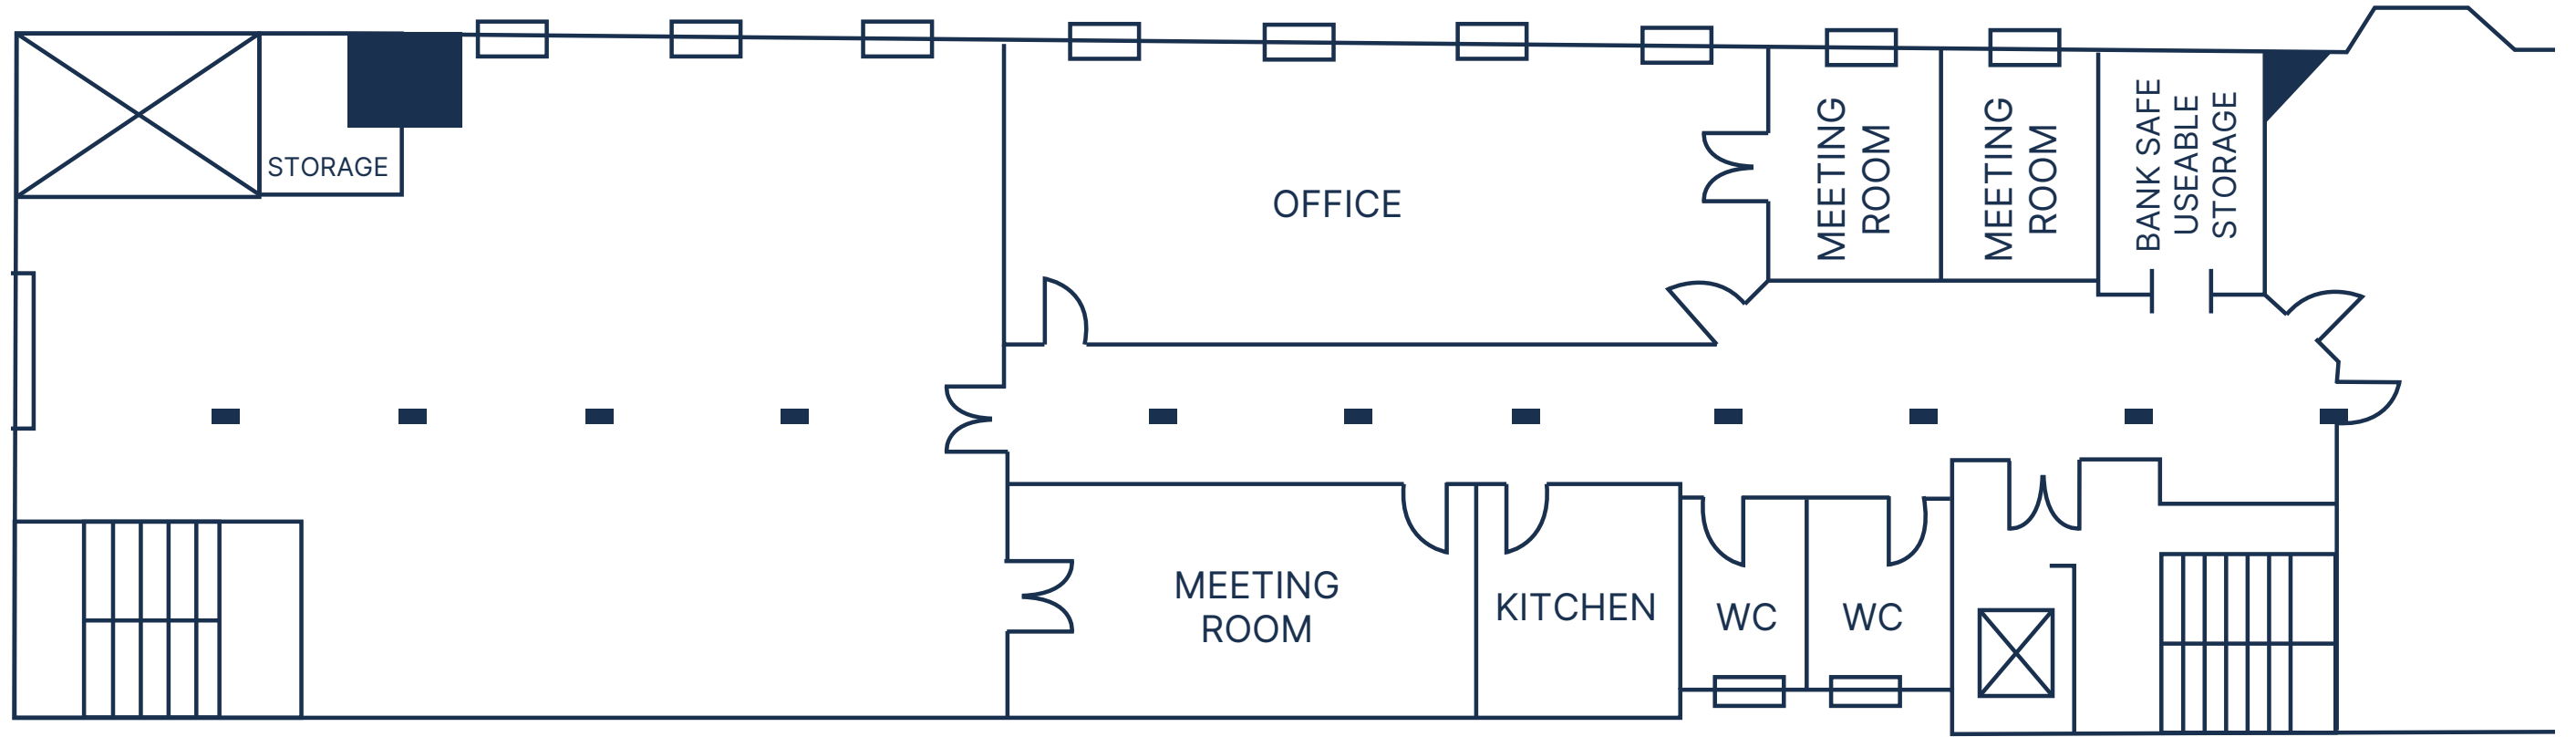 STORAGE
OFFICE
MEETING
ROOM
MEETING
ROOM
BANK SAFE
USEABLE
STORAGE
MEETING
ROOM
KITCHEN
WC
WC